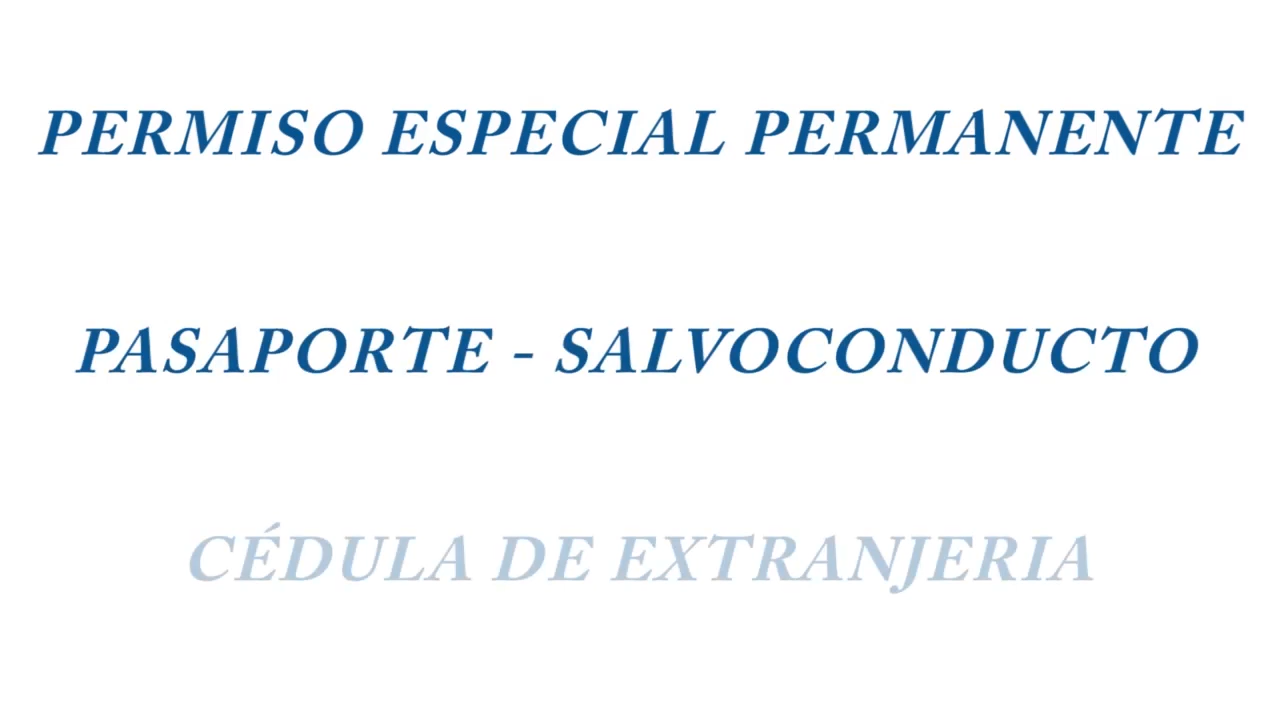 PERMISO ESPECIAL PERMANENTE
PASAPORTE - SALVOCONDUCTO
CÉDULA DE EXTRANJERIA